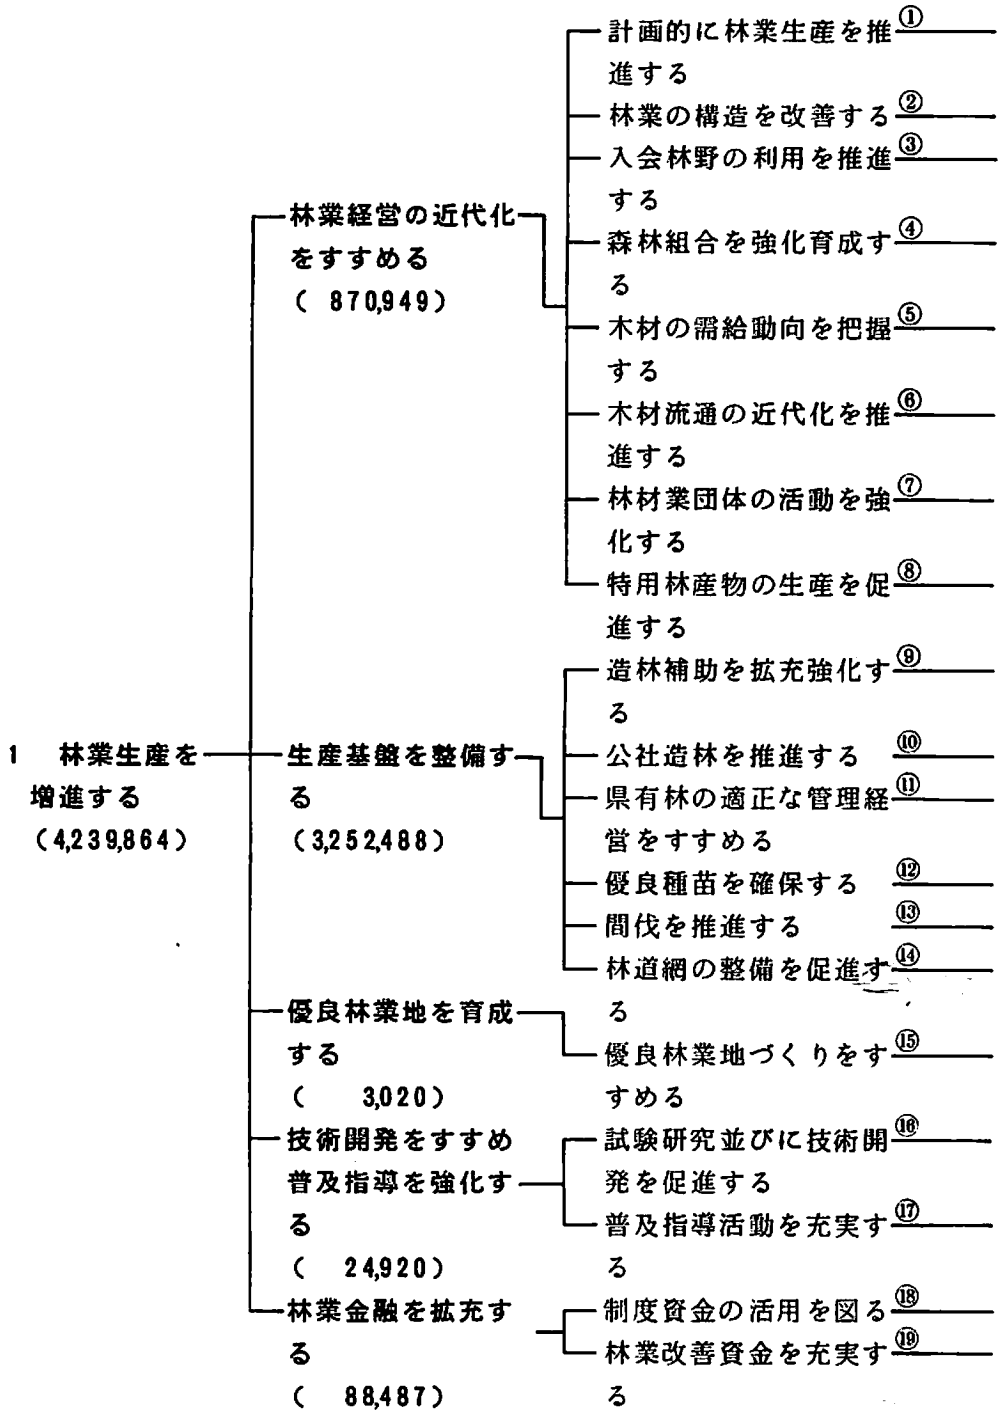 1 林業生産を
増進する
(4,239,864)
林業経営の近代化
をすすめる
( 870,949)
計画的に林業生産を推 ①
進する
林業の構造を改善する ②
入会林野の利用を推進 ③
する
森林組合を強化育成す ④
る
木材の需給動向を把握 ⑤
する
木材流通の近代化を推 ⑥
進する
林材業団体の活動を強 ⑦
化する
特用林産物の生産を促 ⑧
進する
生産基盤を整備す
る
(3,252,488)
造林補助を拡充強化す ⑨
る
公社造林を推進する ⑩
県有林の適正な管理経 ⑪
営をすすめる
優良種苗を確保する ⑫
間伐を推進する ⑬
林道網の整備を促進す ⑭
る
優良林業地を育成
する
( 3,020)
優良林業地づくりをす ⑮
すめる
技術開発をすすめ
普及指導を強化す
る
( 24,920)
試験研究並びに技術開 ⑯
発を促進する
普及指導活動を充実す ⑰
る
林業金融を拡充す
る
( 88,487)
制度資金の活用を図る ⑱
林業改善資金を充実す ⑲
る